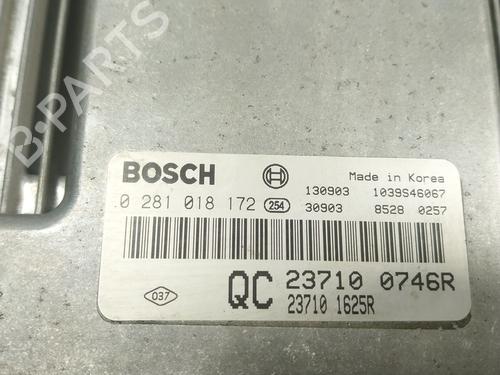 B-PARTS
BOSCH
Made in Korea
130903 1039S46067
0 281 018 172 254 30903 8528 0257
037
QC 23710 0746R
23710 1625R